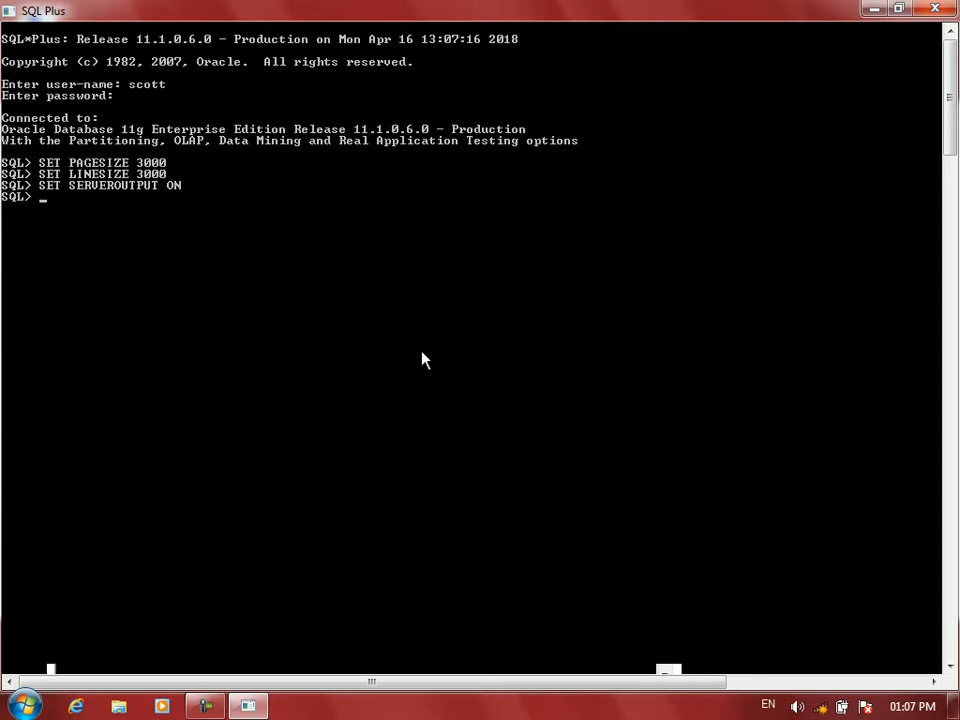 SQL Plus
SQL*Plus: Release 11.1.0.6.0 - Production on Mon Apr 16 13:07:16 2018
Copyright (c) 1982, 2007, Oracle.  All rights reserved.
Enter user-name: scott
Enter password:
Connected to:
Oracle Database 11g Enterprise Edition Release 11.1.0.6.0 - Production
With the Partitioning, OLAP, Data Mining and Real Application Testing options
SQL> SET PAGESIZE 3000
SQL> SET LINESIZE 3000
SQL> SET SERVEROUTPUT ON
SQL> _
EN
01:07 PM